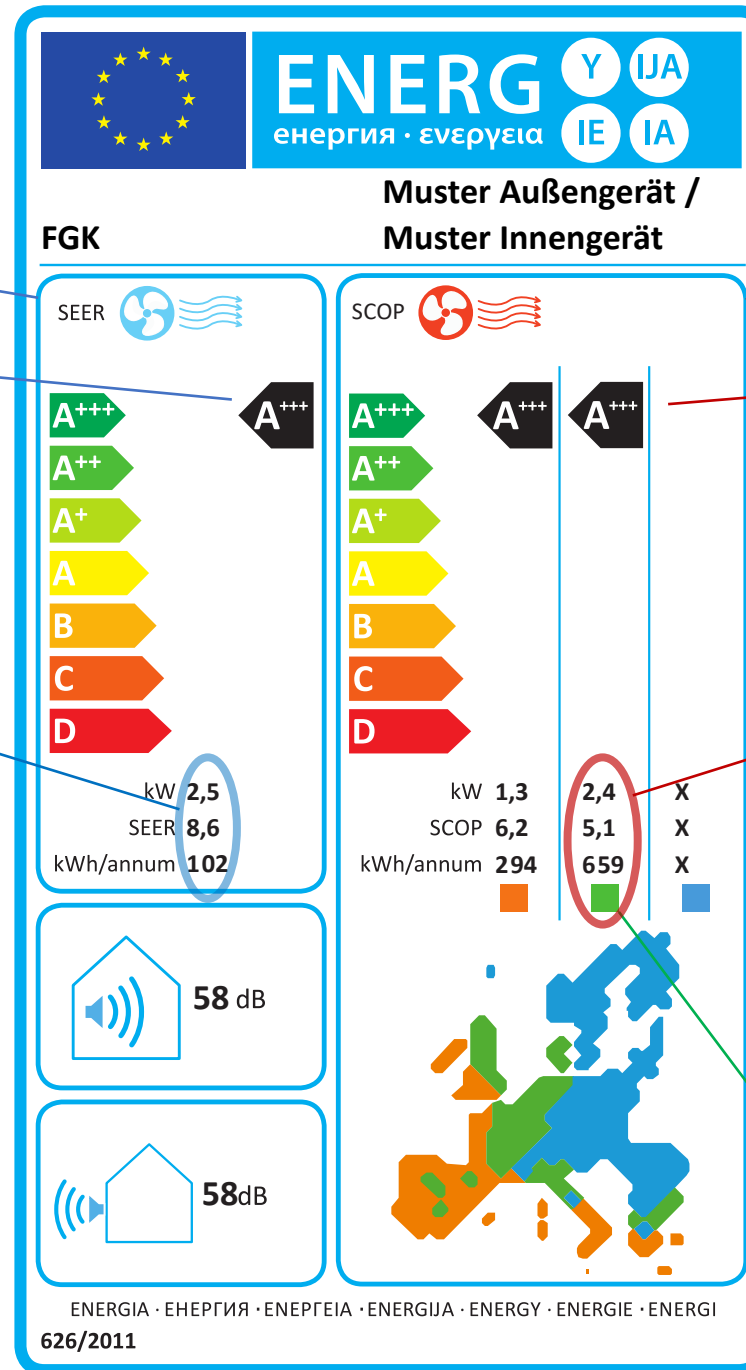 ENERG Y IJA
енергия · ενεργεια IE IA
FGK
Muster Außengerät /
Muster Innengerät
SEER
A+++
A+++
A++
A+
A
B
C
D
kW 2,5
SEER 8,6
kWh/annum 102
SCOP
A+++ A+++
A+++
A++
A+
A
B
C
D
kW 1,3 2,4 X
SCOP 6,2 5,1 X
kWh/annum 294 659 X
58 dB
58dB
ENERGIA · ЕНЕРГИЯ · ΕΝΕΡΓΕΙΑ · ENERGIJA · ENERGY · ENERGIE · ENERGI
626/2011